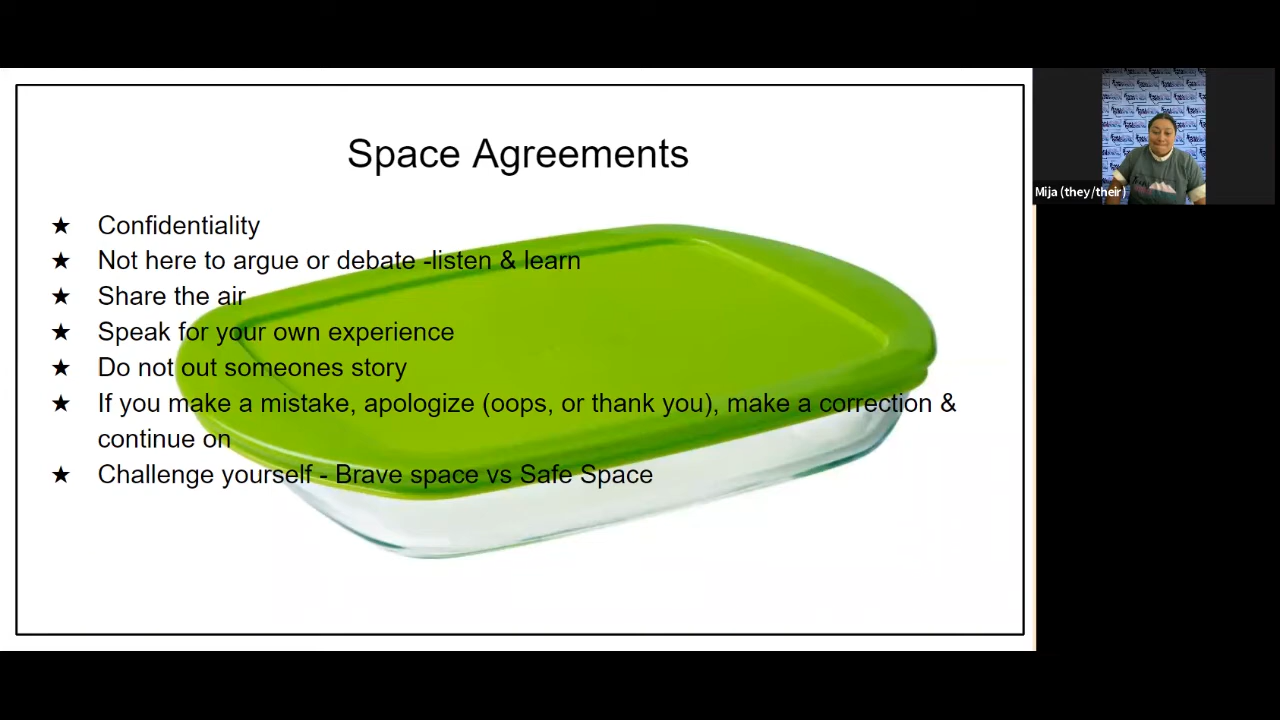 Space Agreements
★ Confidentiality
★ Not here to argue or debate -listen & learn
★ Share the air
★ Speak for your own experience
★ Do not out someones story
★ If you make a mistake, apologize (oops, or thank you), make a correction &
continue on
★ Challenge yourself - Brave space vs Safe Space
Mija (they/their)